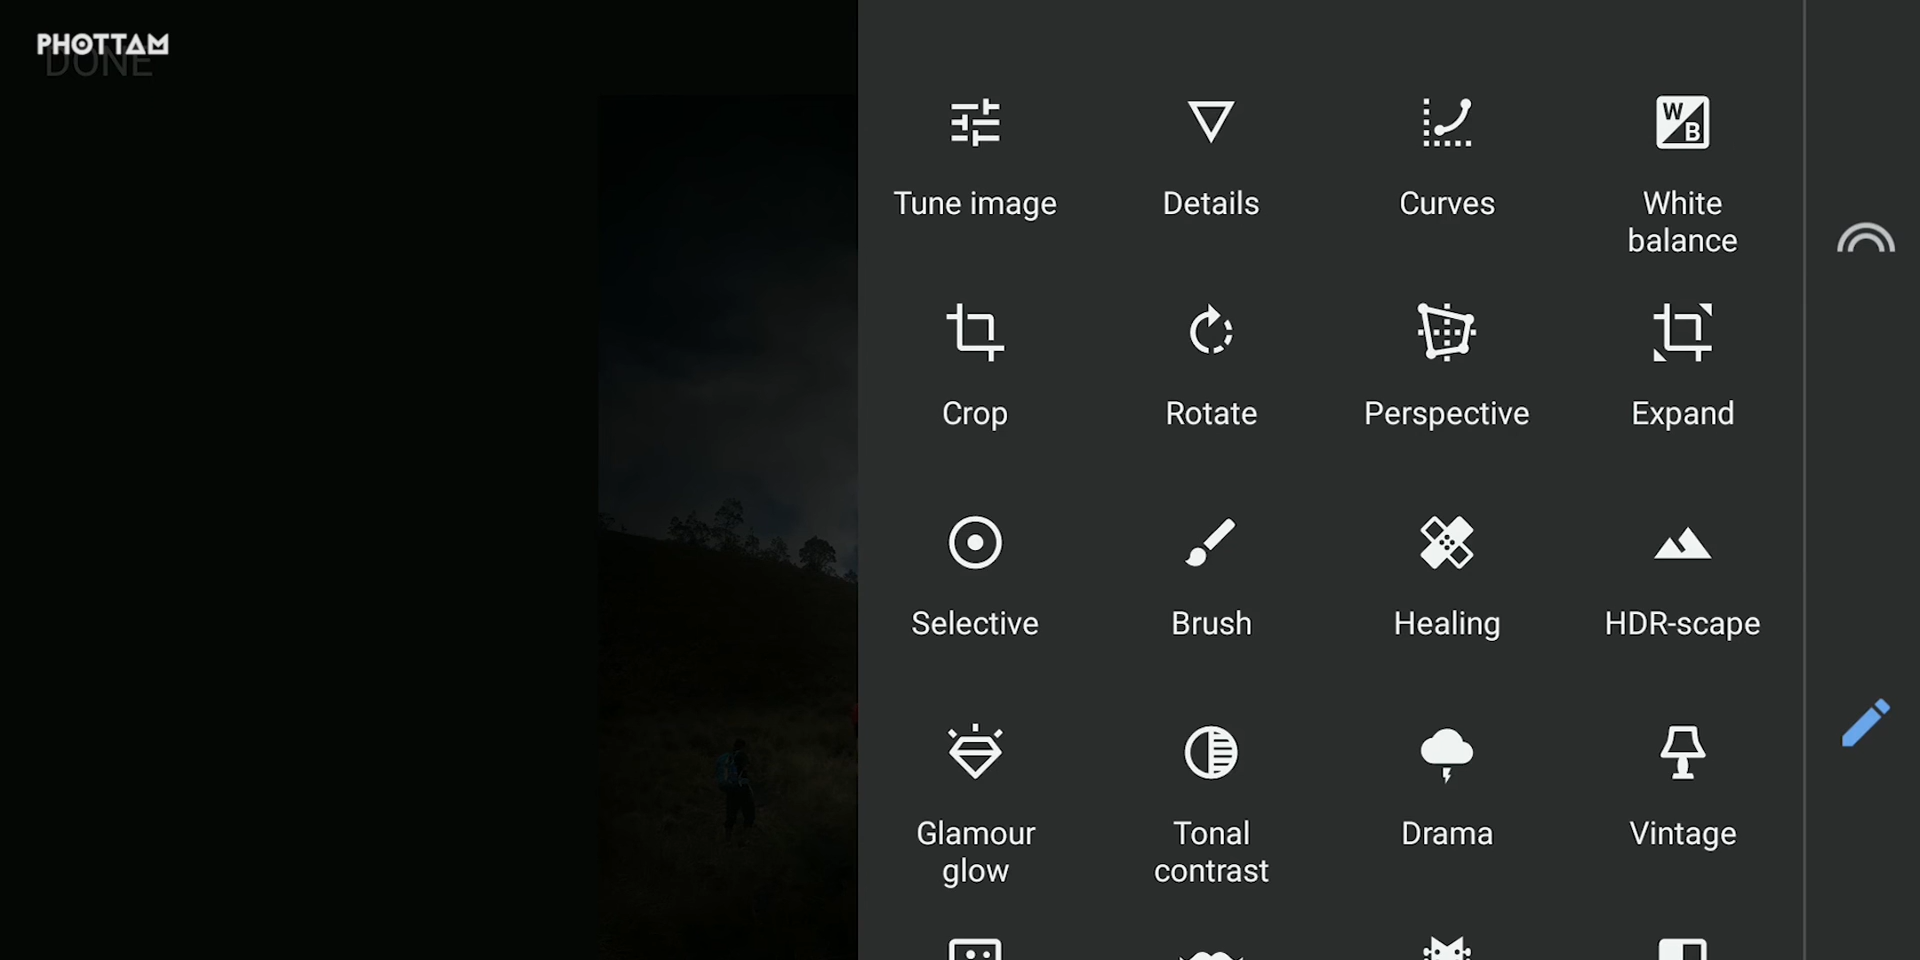 PHOTTAM
DONE
Tune image
Details
Curves
W
B
White
balance
Crop
Rotate
Perspective
Expand
Selective
Brush
Healing
HDR-scape
Glamour
glow
Tonal
contrast
Drama
Vintage